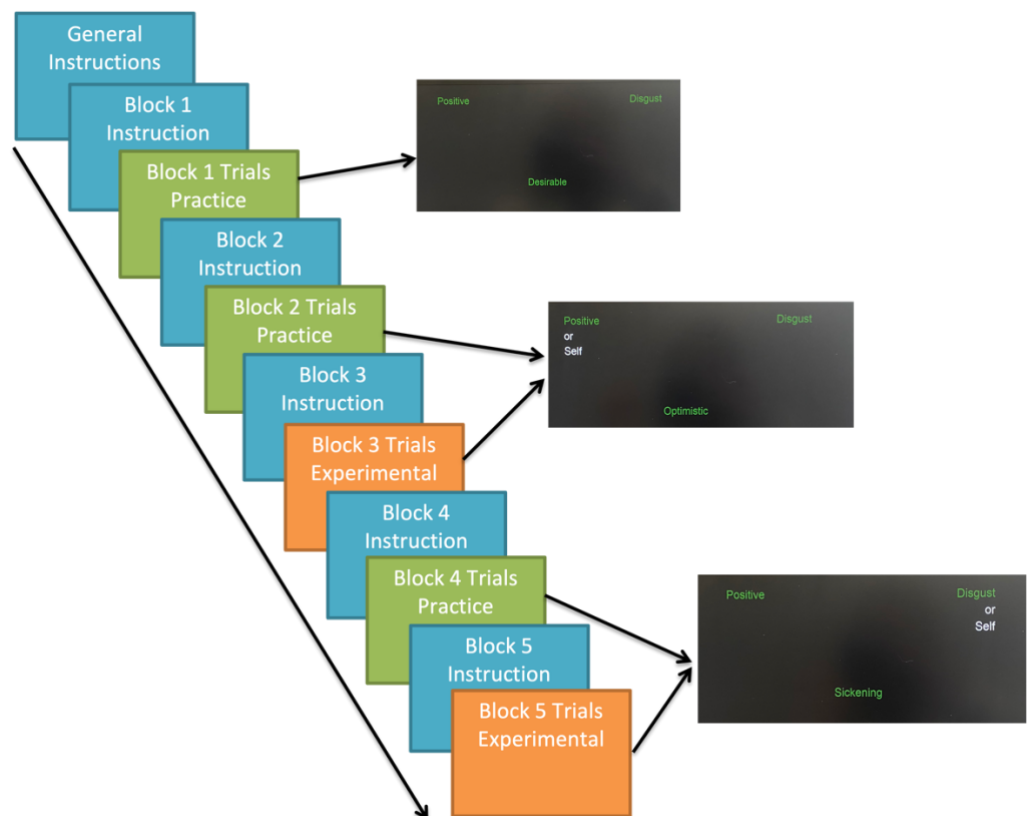 General
Instructions
Block 1
Instruction
Block 1 Trials
Practice
Block 2
Instruction
Block 2 Trials
Practice
Block 3
Instruction
Block 3 Trials
Experimental
Block 4
Instruction
Block 4 Trials
Practice
Block 5
Instruction
Block 5 Trials
Experimental
Positive
Disgust
Desirable
Positive
or
Self
Disgust
Optimistic
Positive
Disgust
or
Self
Sickening